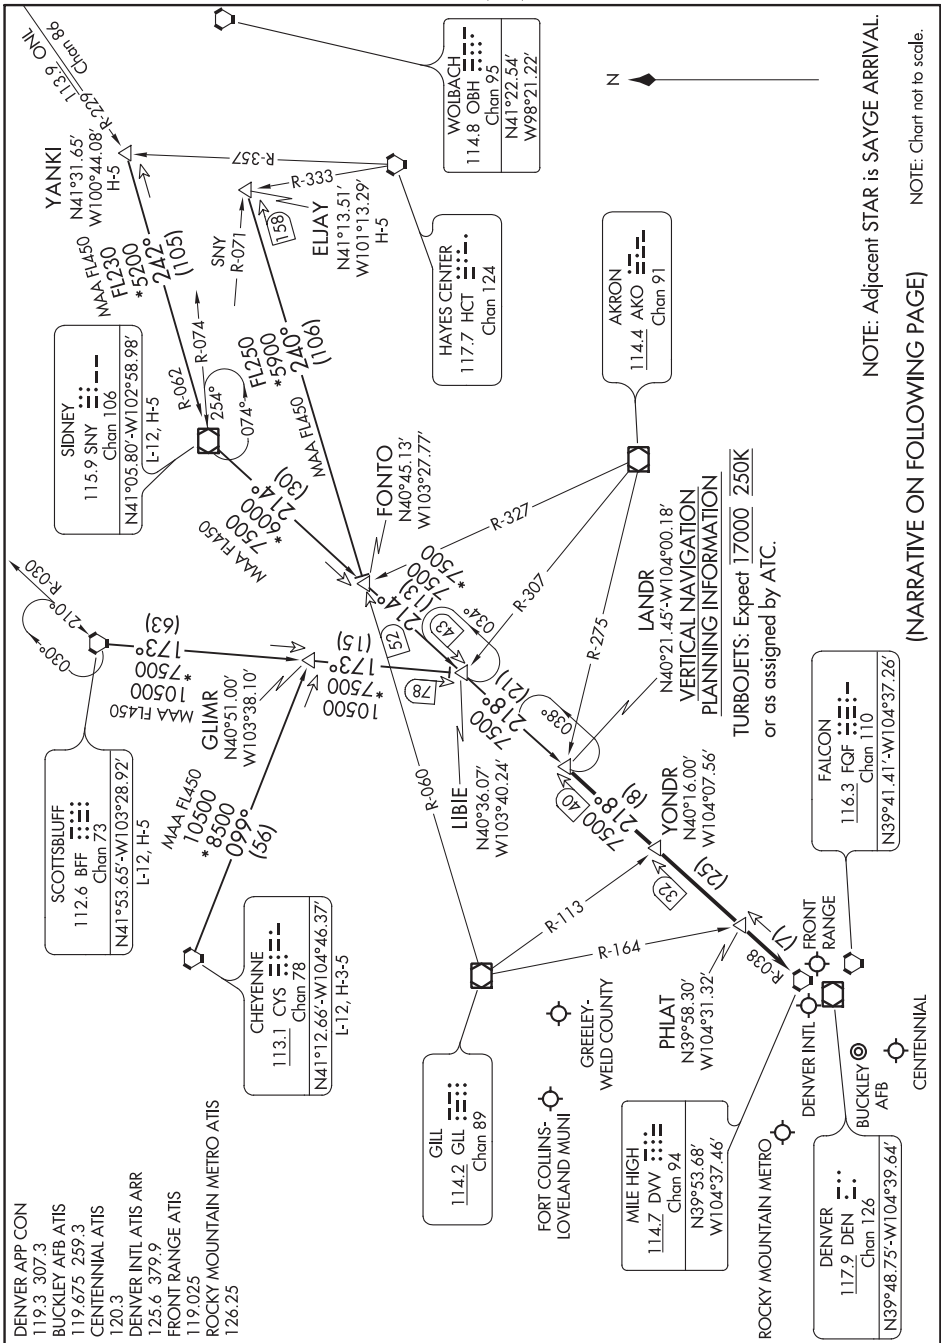 DENVER APP CON
119.3 307.3
BUCKLEY AFB ATIS
119.675 259.3
CENTENNIAL ATIS
120.3
DENVER INTL ATIS ARR
125.6 379.9
FRONT RANGE ATIS
119.025
ROCKY MOUNTAIN METRO ATIS
126.25
CHEYENNE
113.1 CYS
Chan 78
N41°12.66′-W104°46.37′
L-12, H-3-5
SCOTTSBLUFF
112.6 BFF
Chan 73
N41°53.65′-W103°28.92′
L-12, H-5
SIDNEY
115.9 SNY
Chan 106
N41°05.80′-W102°58.98′
L-12, H-5
YANKI
N41°31.65′
W100°44.08′
H-5
113.9 ONL
Chan 86
R-229
MAA FL450
FL230
*5200
242°
(105)
R-062
R-074
254°
074°
SNY
R-071
158
R-357
R-333
ELJAY
N41°13.51′
W101°13.29′
H-5
FL250
*5900
240°
(106)
MAA FL450
WOLBACH
114.8 OBH
Chan 95
N41°22.54′
W98°21.22′
HAYES CENTER
117.7 HCT
Chan 124
N
030°
210°
R-030
173°
(63)
*7500
10500
MAA FL450
MAA FL450
10500
*8500
099°
(56)
GLIMR
N40°51.00′
W103°38.10′
(15)
173°
*7500
10500
78
MAA FL450
7500
*6000
214°
(30)
FONTO
N40°45.13′
W103°27.77′
52
214°
(13)
7500
*7500
43
034°
R-060
R-327
R-307
R-275
AKRON
114.4 AKO
Chan 91
LIBIE
N40°36.07′
W103°40.24′
(21)
218°
7500
038°
40
LANDR
N40°21.45′-W104°00.18′
VERTICAL NAVIGATION
PLANNING INFORMATION
TURBOJETS: Expect 17000 250K
or as assigned by ATC.
7500
218°
(8)
YONDR
N40°16.00′
W104°07.56′
32
(25)
GILL
114.2 GLL
Chan 89
R-113
R-164
FORT COLLINS-
LOVELAND MUNI
GREELEY-
WELD COUNTY
PHLAT
N39°58.30′
W104°31.32′
(7)
R-038
MILE HIGH
114.7 DVV
Chan 94
N39°53.68′
W104°37.46′
FRONT
RANGE
DENVER INTL
FALCON
116.3 FQF
Chan 110
N39°41.41′-W104°37.26′
ROCKY MOUNTAIN METRO
BUCKLEY
AFB
CENTENNIAL
DENVER
117.9 DEN
Chan 126
N39°48.75′-W104°39.64′
NOTE: Adjacent STAR is SAYGE ARRIVAL.
(NARRATIVE ON FOLLOWING PAGE)
NOTE: Chart not to scale.